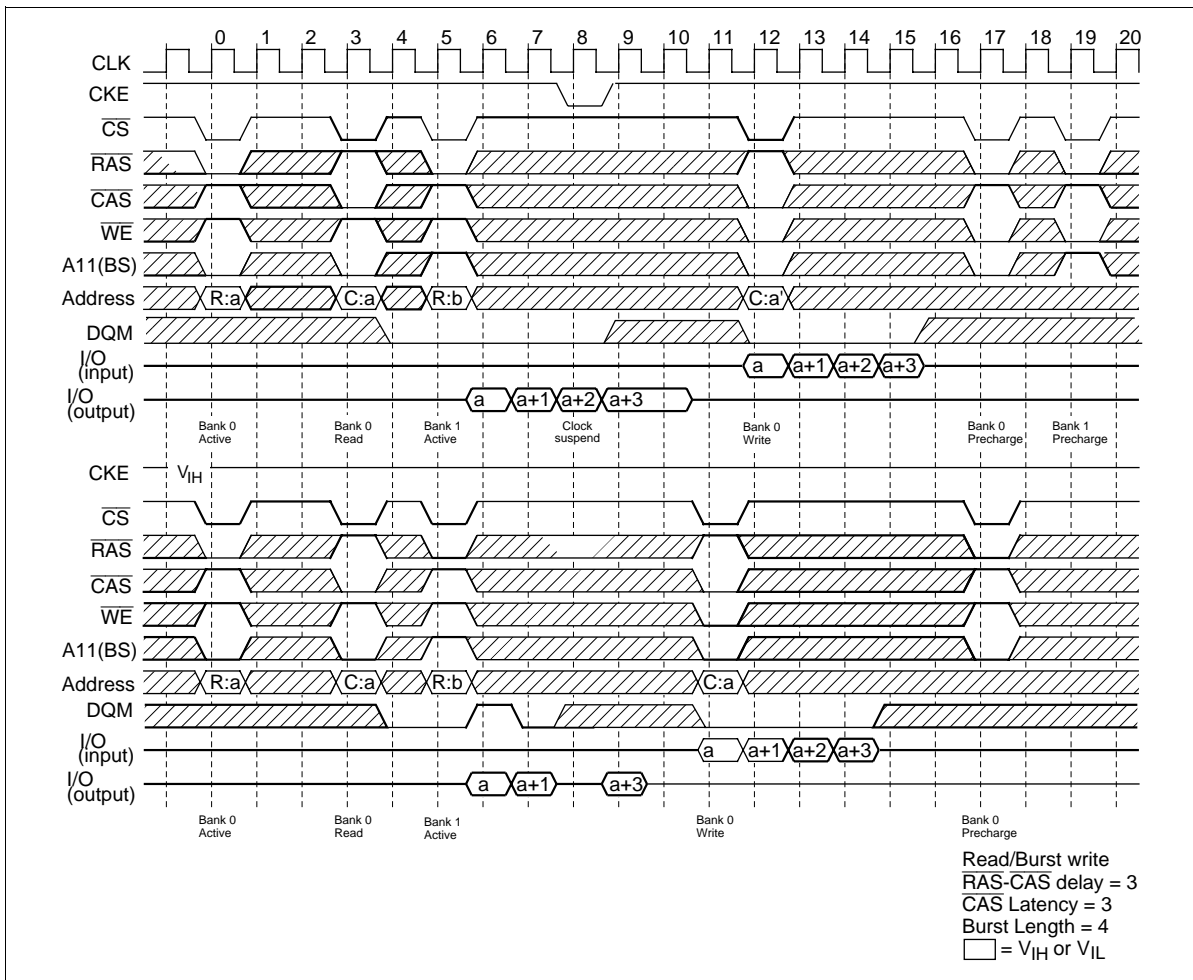 0 1 2 3 4 5 6 7 8 9 10 11 12 13 14 15 16 17 18 19 20
CLK
CKE
CS
RAS
CAS
WE
A11(BS)
Address R:a C:a R:b C:a'
DQM
I/O
(input) a a+1 a+2 a+3
I/O
(output) a a+1 a+2 a+3
Bank 0 Active
Bank 0 Read
Bank 1 Active
Clock suspend
Bank 0 Write
Bank 0 Precharge
Bank 1 Precharge
CKE VIH
CS
RAS
CAS
WE
A11(BS)
Address R:a C:a R:b C:a
DQM
I/O
(input) a a+1 a+2 a+3
I/O
(output) a a+1 a+3
Bank 0 Active
Bank 0 Read
Bank 1 Active
Bank 0 Write
Bank 0 Precharge
Read/Burst write
RAS-CAS delay = 3
CAS Latency = 3
Burst Length = 4
= VIH or VIL